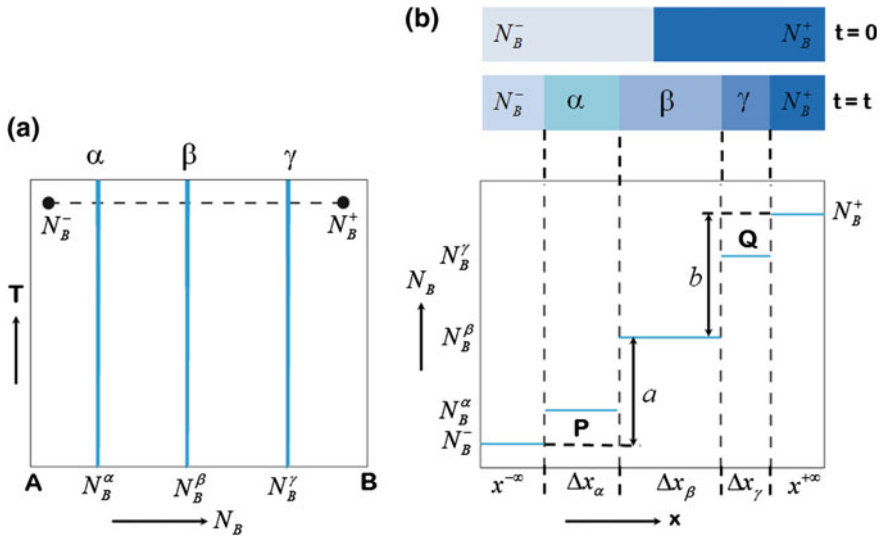 (b)
N_B^- N_B^+ t = 0
N_B^- α β γ N_B^+ t = t
(a)
α β γ
N_B^- N_B^+
T
A N_B^α N_B^β N_B^γ B
N_B
N_B^+
Q
N_B^γ
b
N_B
N_B^β
a
N_B^α
P
N_B^-
x^{-∞} Δx_α Δx_β Δx_γ x^{+∞}
x